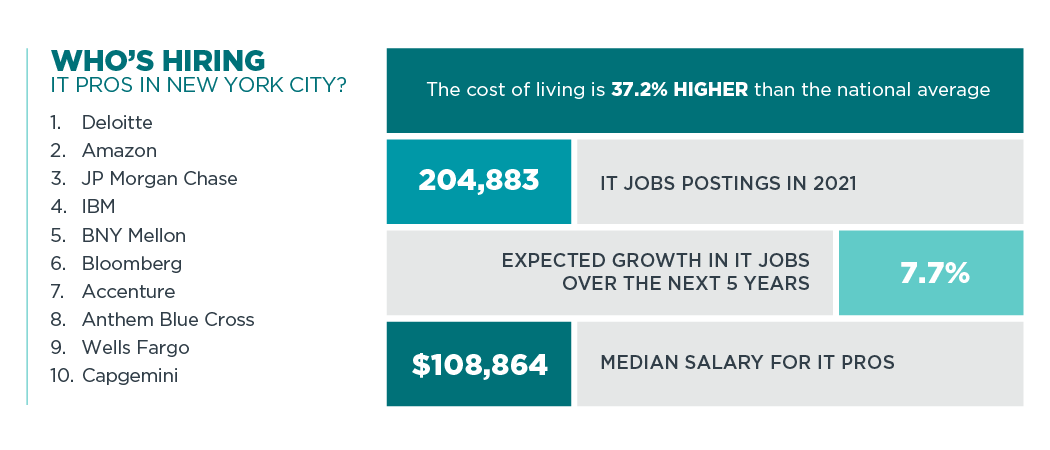 WHO'S HIRING
IT PROS IN NEW YORK CITY?
1. Deloitte
2. Amazon
3. JP Morgan Chase
4. IBM
5. BNY Mellon
6. Bloomberg
7. Accenture
8. Anthem Blue Cross
9. Wells Fargo
10. Capgemini
The cost of living is 37.2% HIGHER than the national average
204,883
IT JOBS POSTINGS IN 2021
EXPECTED GROWTH IN IT JOBS
OVER THE NEXT 5 YEARS
7.7%
$108,864
MEDIAN SALARY FOR IT PROS